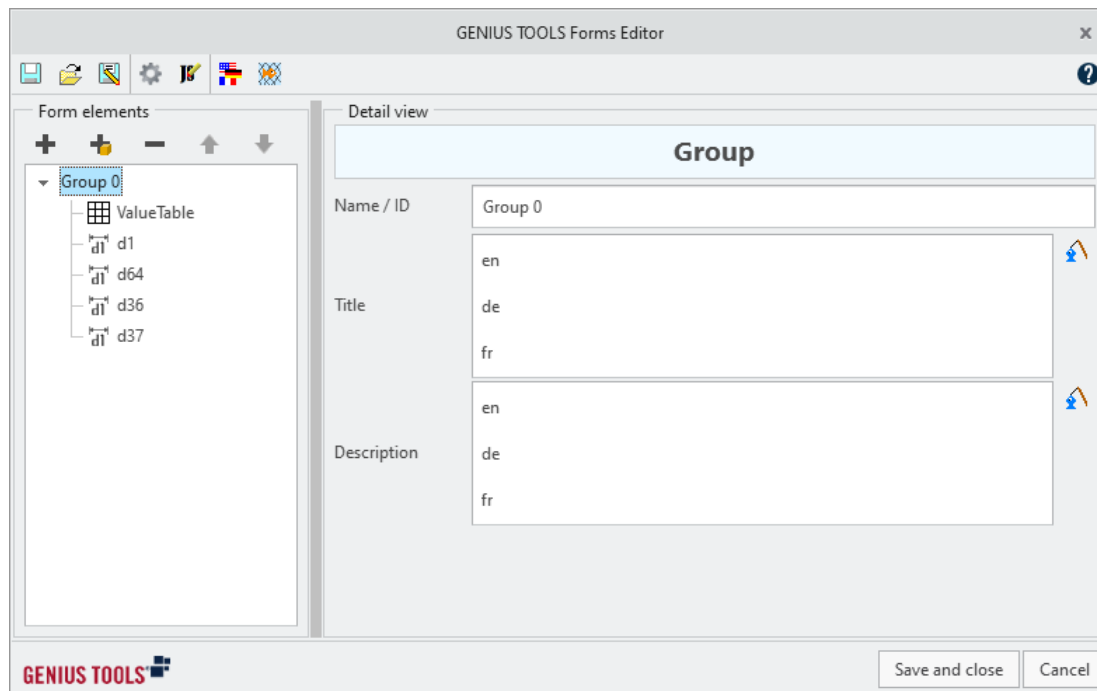 GENIUS TOOLS Forms Editor
Form elements
Group 0
ValueTable
d1
d64
d36
d37
Detail view
Group
Name / ID
Group 0
Title
en
de
fr
Description
en
de
fr
GENIUS TOOLS
Save and close
Cancel